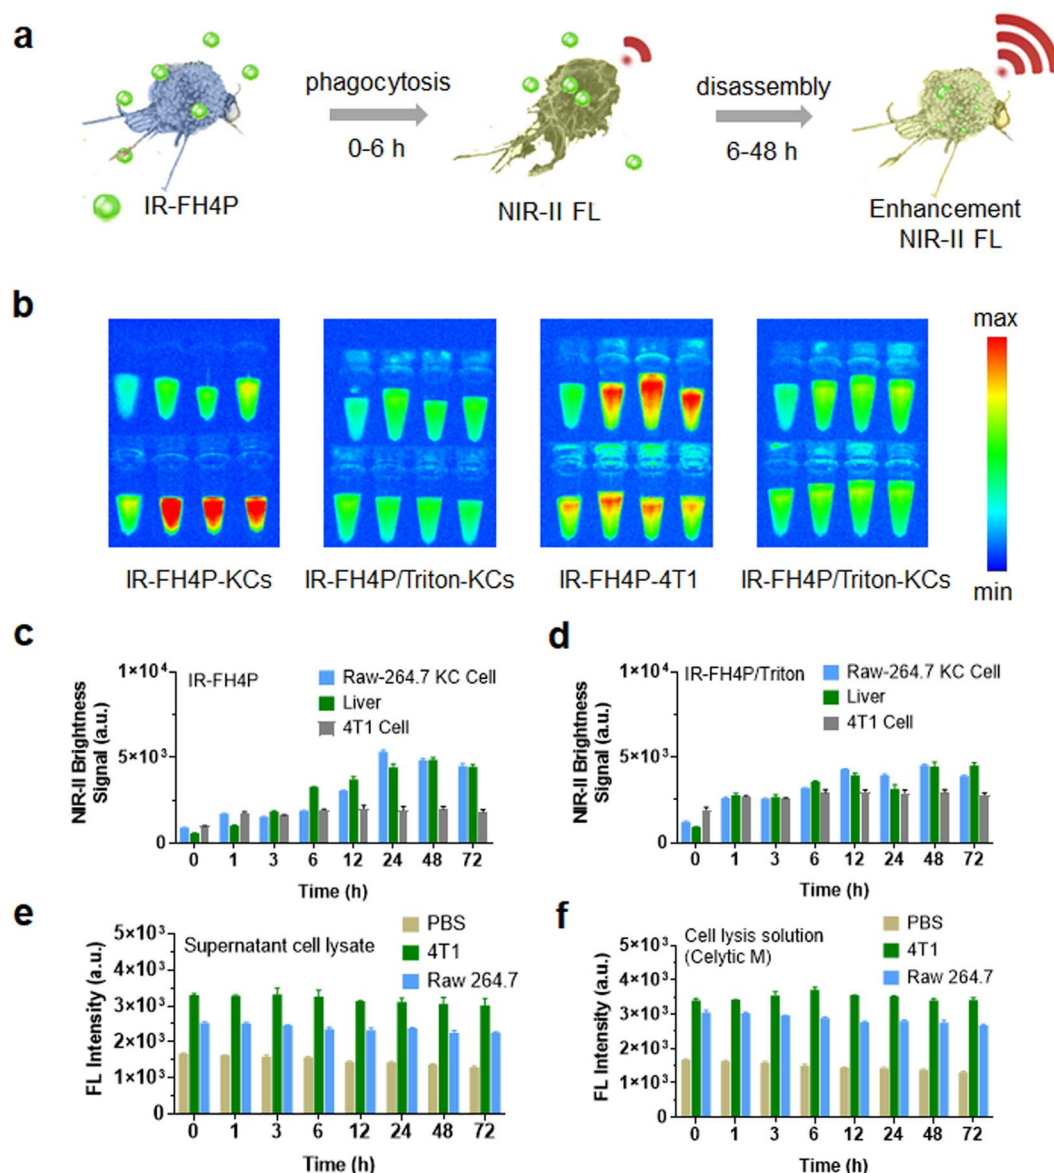 a
phagocytosis
0-6 h
disassembly
6-48 h
IR-FH4P
NIR-II FL
Enhancement
NIR-II FL
b
max
min
IR-FH4P-KCs
IR-FH4P/Triton-KCs
IR-FH4P-4T1
IR-FH4P/Triton-KCs
c
NIR-II Brightness
Signal (a.u.)
1×10⁴
5×10³
0
IR-FH4P
Raw-264.7 KC Cell
Liver
4T1 Cell
0 1 3 6 12 24 48 72
Time (h)
d
NIR-II Brightness
Signal (a.u.)
1×10⁴
5×10³
0
IR-FH4P/Triton
Raw-264.7 KC Cell
Liver
4T1 Cell
0 1 3 6 12 24 48 72
Time (h)
e
FL Intensity (a.u.)
5×10³
4×10³
3×10³
2×10³
1×10³
0
Supernatant cell lysate
PBS
4T1
Raw 264.7
0 1 3 6 12 24 48 72
Time (h)
f
FL Intensity (a.u.)
5×10³
4×10³
3×10³
2×10³
1×10³
0
Cell lysis solution
(Celytic M)
PBS
4T1
Raw 264.7
0 1 3 6 12 24 48 72
Time (h)